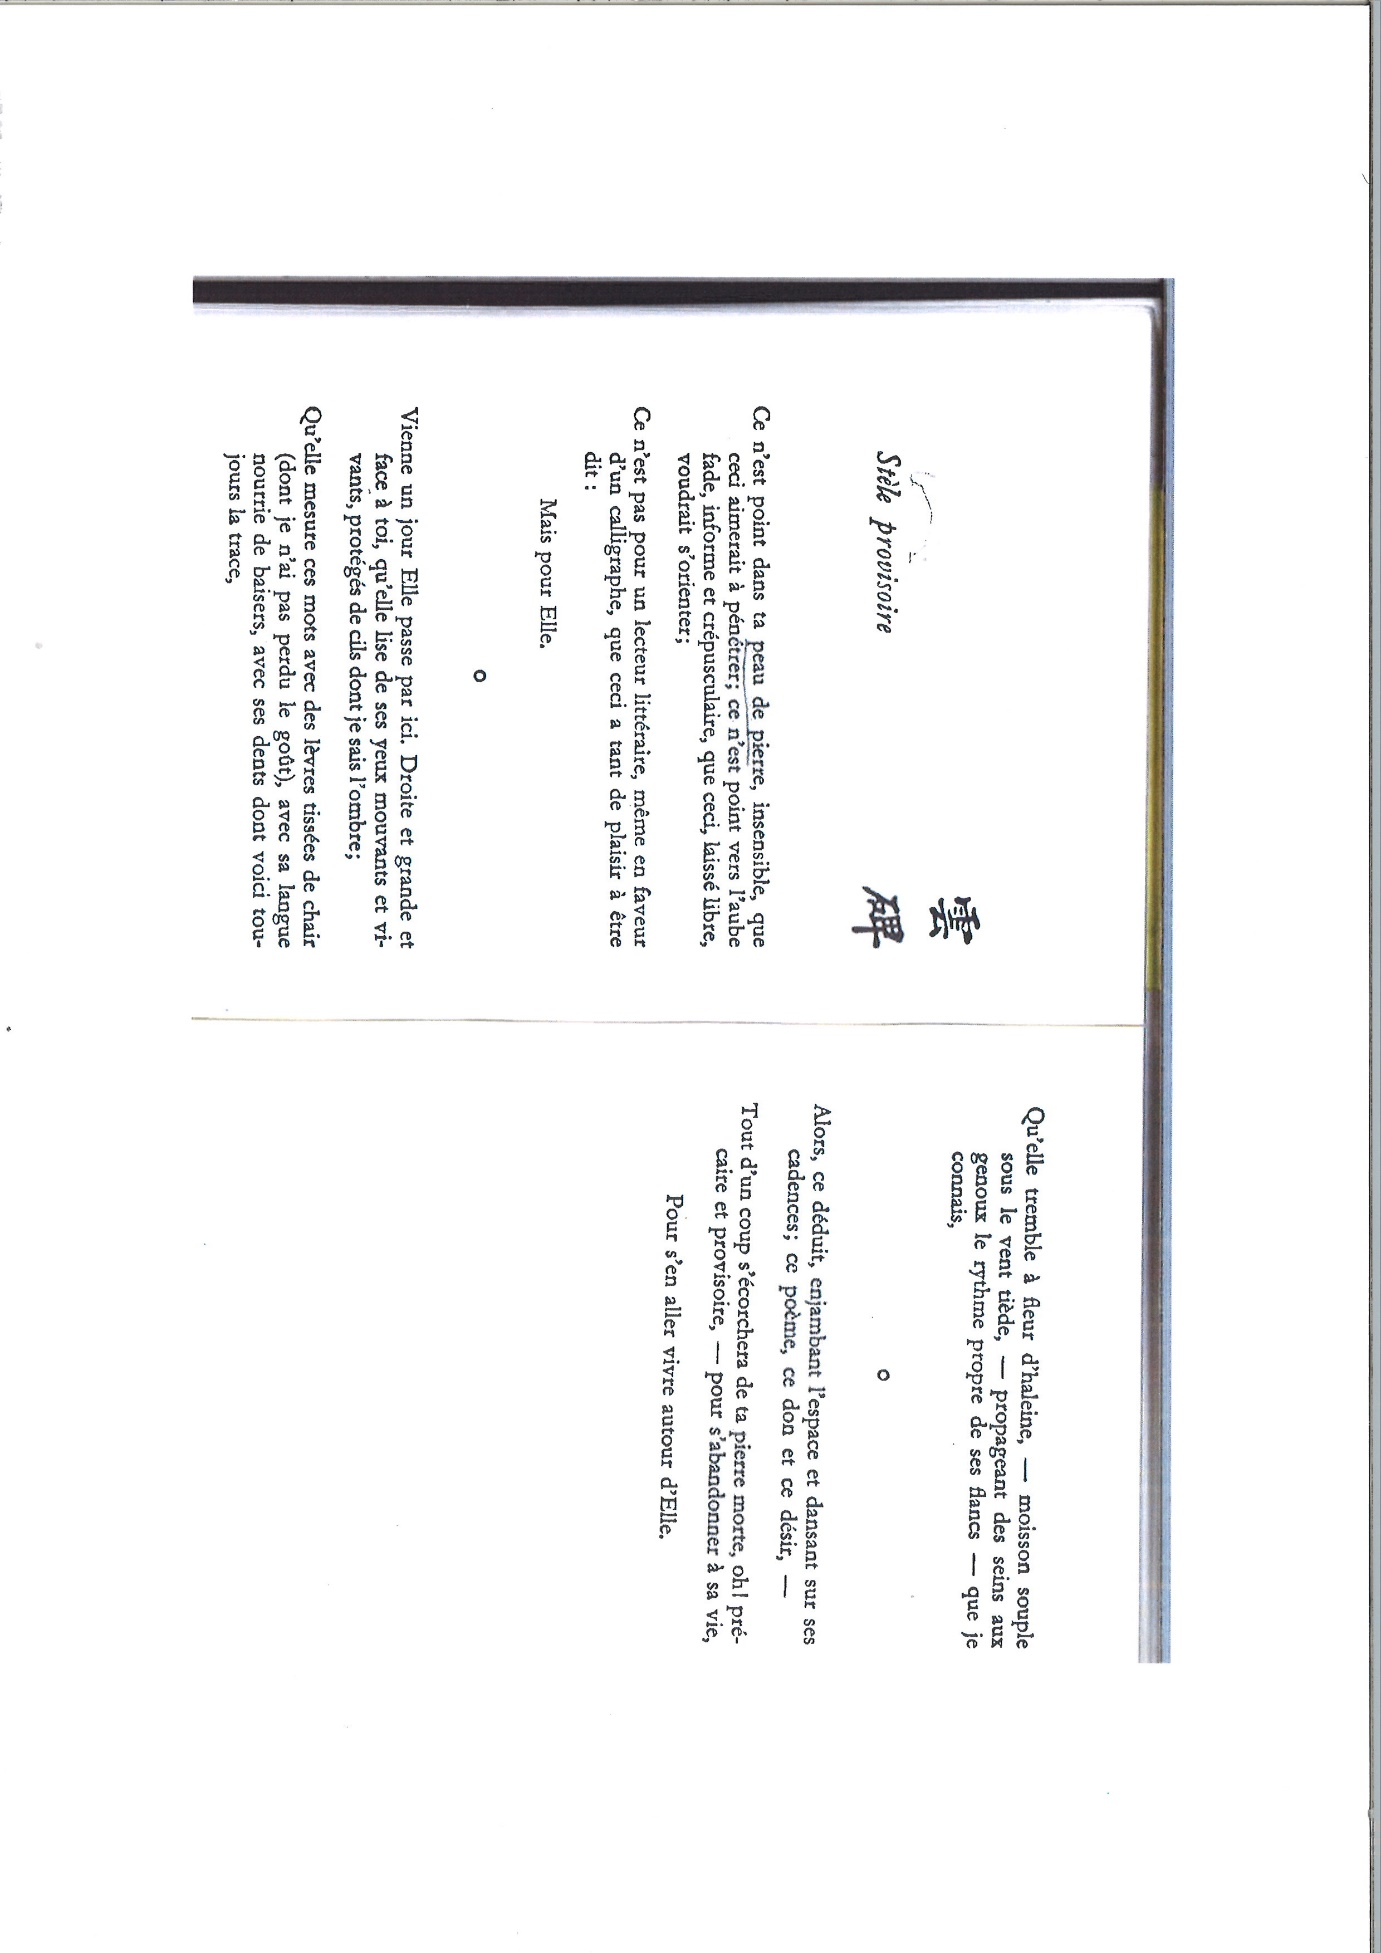 Stèle provisoire
雲
碑
Ce n'est point dans ta peau de pierre, insensible, que
ceci aimerait à pénétrer; ce n'est point vers l'aube
fade, informe et crépusculaire, que ceci, laissé libre,
voudrait s'orienter;
Ce n'est pas pour un lecteur littéraire, même en faveur
d'un calligraphe, que ceci a tant de plaisir à être
dit :
Mais pour Elle.
Vienne un jour Elle passe par ici. Droite et grande et
face à toi, qu'elle lise de ses yeux mouvants et vi-
vants, protégés de cils dont je sais l'ombre;
Qu'elle mesure ces mots avec des lèvres tissées de chair
(dont je n'ai pas perdu le goût), avec sa langue
nourrie de baisers, avec ses dents dont voici tou-
jours la trace,
Qu'elle tremble à fleur d'haleine, — moisson souple
sous le vent tiède, — propageant des seins aux
genoux le rythme propre de ses flancs — que je
connais,
Alors, ce déduit, enjambant l'espace et dansant sur ses
cadences; ce poème, ce don et ce désir, —
Tout d'un coup s'écorchera de ta pierre morte, oh! pré-
caire et provisoire, — pour s'abandonner à sa vie,
Pour s'en aller vivre autour d'Elle.